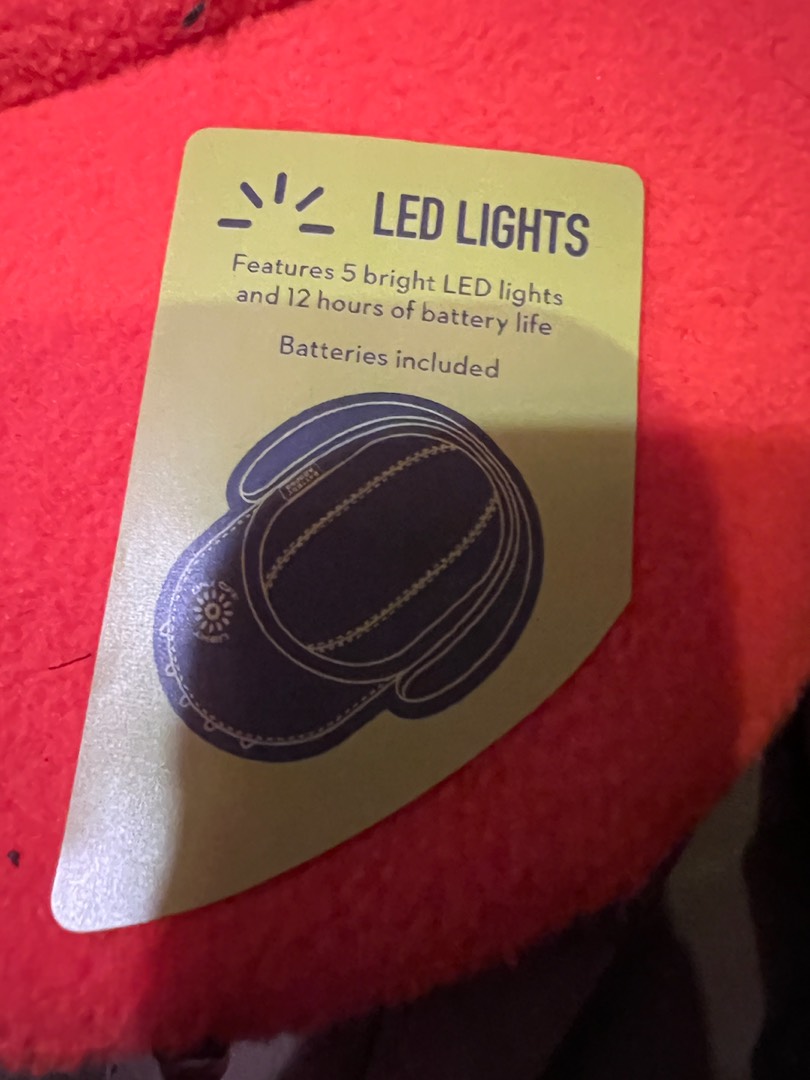 LED LIGHTS
Features 5 bright LED lights
and 12 hours of battery life
Batteries included